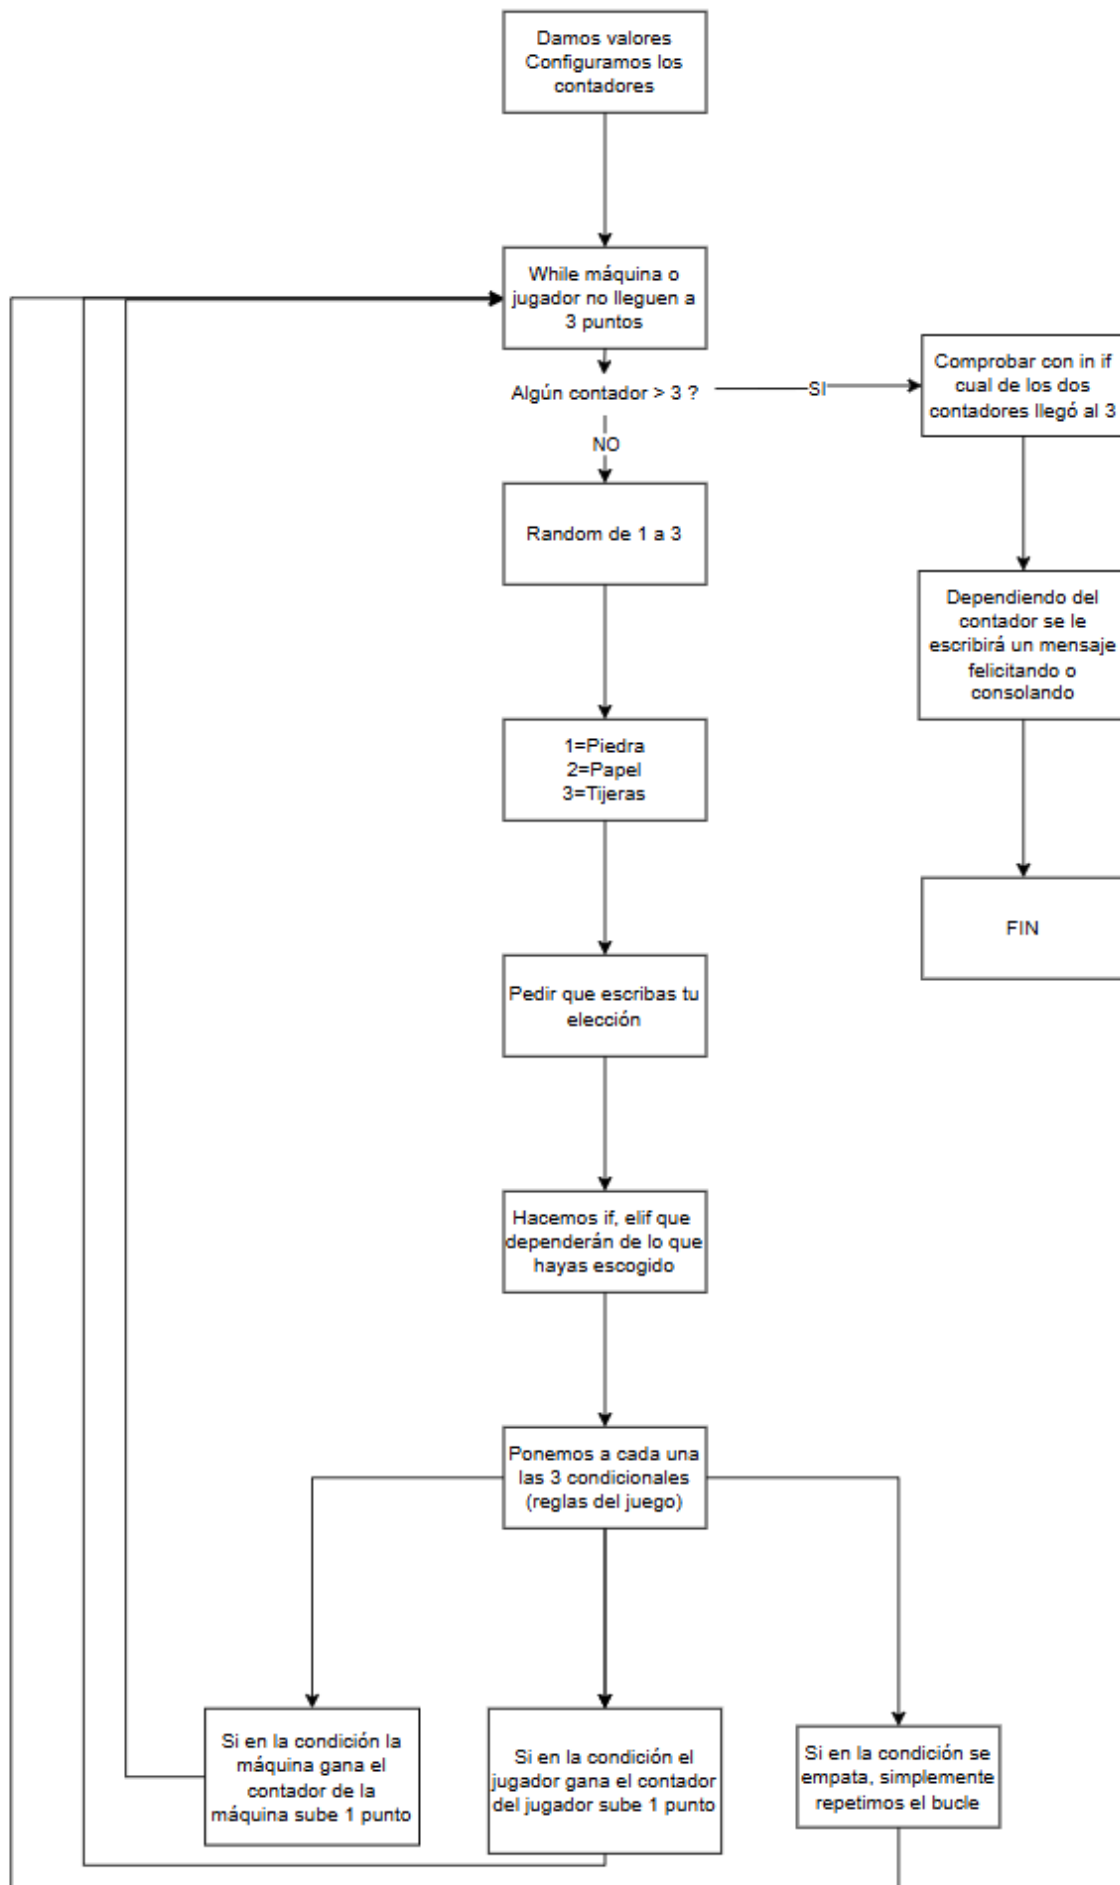 Damos valores
Configuramos los
contadores
While máquina o
jugador no lleguen a
3 puntos
Algún contador > 3 ?
SI
Comprobar con in if
cual de los dos
contadores llegó al 3
NO
Random de 1 a 3
Dependiendo del
contador se le
escribirá un mensaje
felicitando o
consolando
1=Piedra
2=Papel
3=Tijeras
FIN
Pedir que escribas tu
elección
Hacemos if, elif que
dependerán de lo que
hayas escogido
Ponemos a cada una
las 3 condicionales
(reglas del juego)
Si en la condición la
máquina gana el
contador de la
máquina sube 1 punto
Si en la condición el
jugador gana el contador
del jugador sube 1 punto
Si en la condición se
empata, simplemente
repetimos el bucle